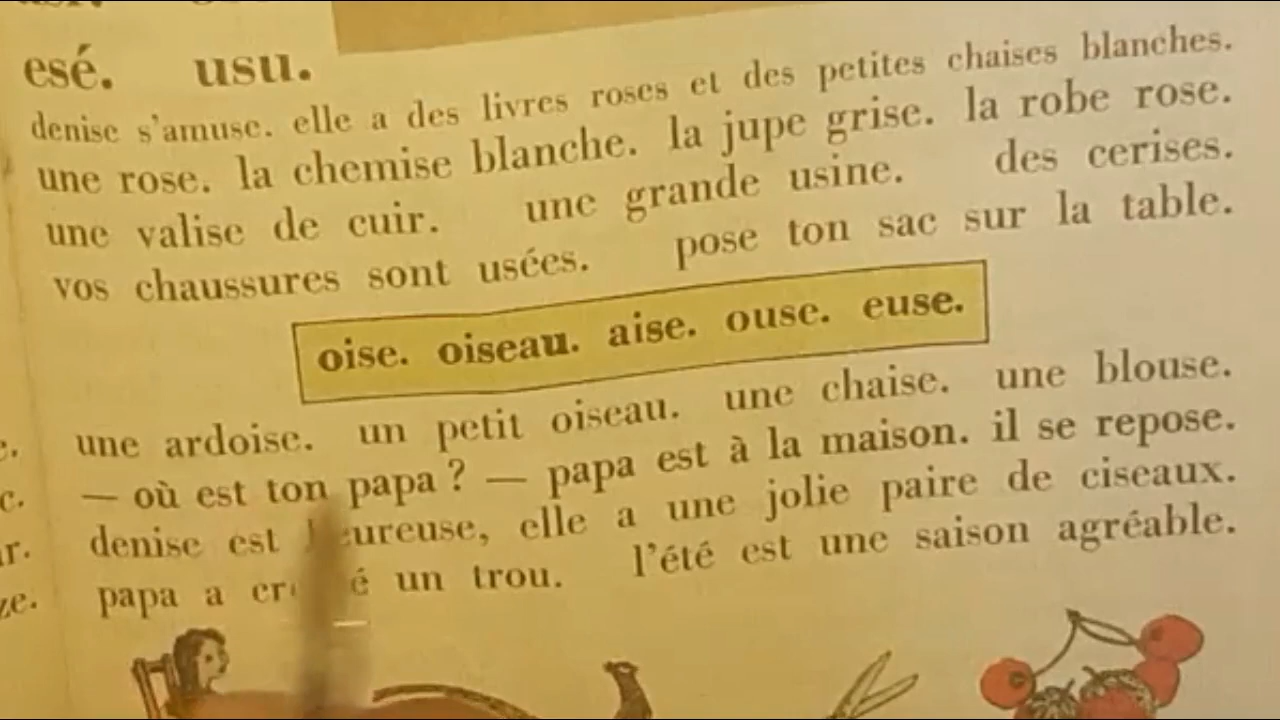 esé. usu.
denise s'amuse. elle a des livres roses et des petites chaises blanches.
une rose. la chemise blanche. la jupe grise. la robe rose.
une valise de cuir. une grande usine. des cerises.
vos chaussures sont usées. pose ton sac sur la table.
oise. oiseau. aise. ouse. euse.
une ardoise. un petit oiseau. une chaise. une blouse.
— où est ton papa ? — papa est à la maison. il se repose.
denise est heureuse, elle a une jolie paire de ciseaux.
papa a un trou. l'été est une saison agréable.